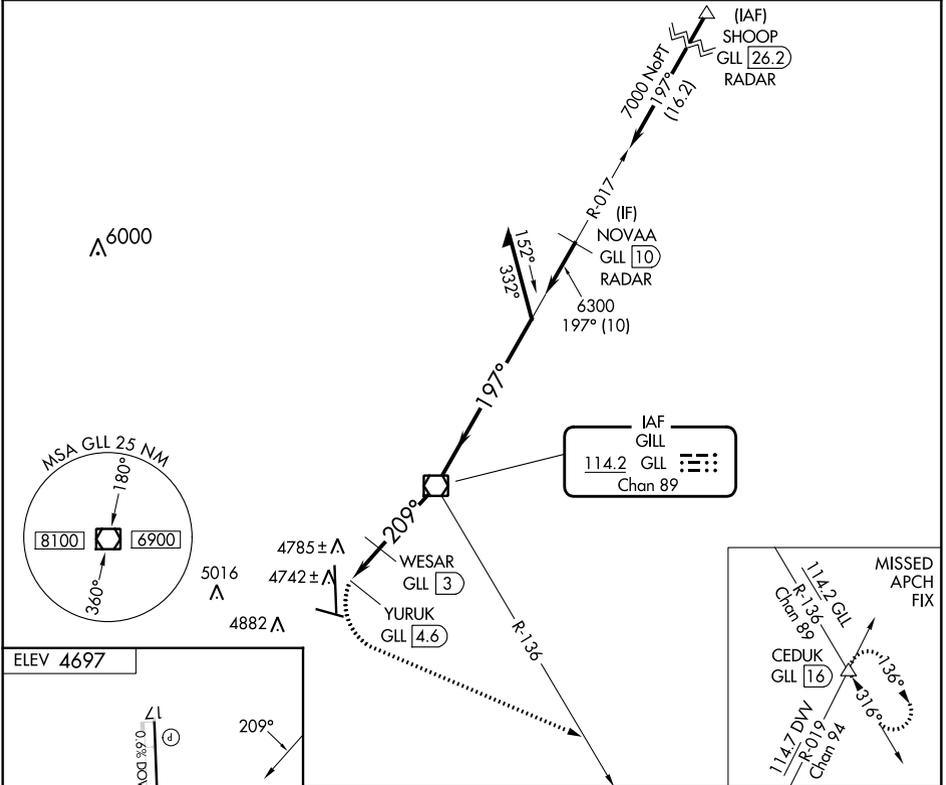 (IAF)
SHOOP
GLL 26.2
RADAR
7000 NoPT
197°
(16.2)
R-017
(IF)
NOVAA
GLL 10
RADAR
6300
197° (10)
152°
332°
6000
197°
IAF
GILL
114.2 GLL
Chan 89
MSA GLL 25 NM
180°
8100
6900
360°
209°
4785±
4742±
5016
4882
WESAR
GLL 3
YURUK
GLL 4.6
R-136
MISSED
APCH
FIX
114.2 GLL
R-136
Chan 89
CEDUK
GLL 16
136°
316°
114.7 DVV
R-019
Chan 94
ELEV 4697
17
P
0.6% DOW
209°